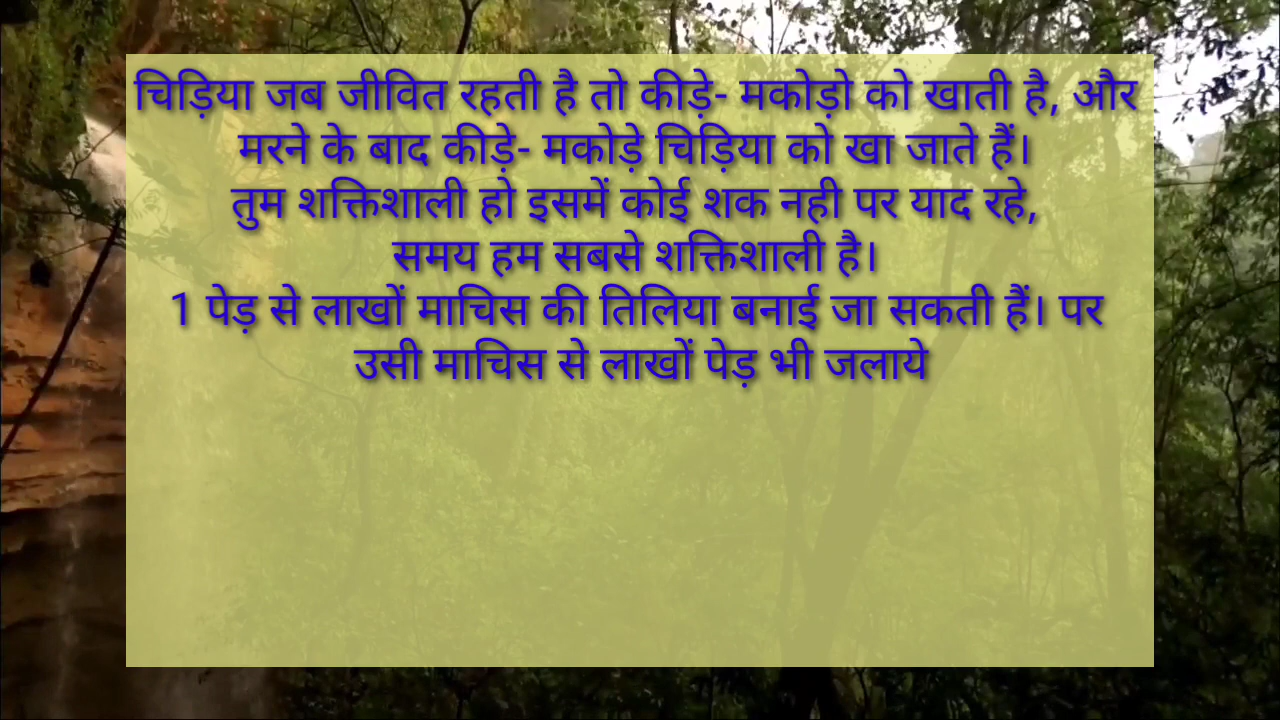 चिड़िया जब जीवित रहती है तो कीड़े- मकोड़ो को खाती है, और
मरने के बाद कीड़े- मकोड़े चिड़िया को खा जाते हैं।
तुम शक्तिशाली हो इसमें कोई शक नही पर याद रहे,
समय हम सबसे शक्तिशाली है।
1 पेड़ से लाखों माचिस की तिलिया बनाई जा सकती हैं। पर
उसी माचिस से लाखों पेड़ भी जलाये